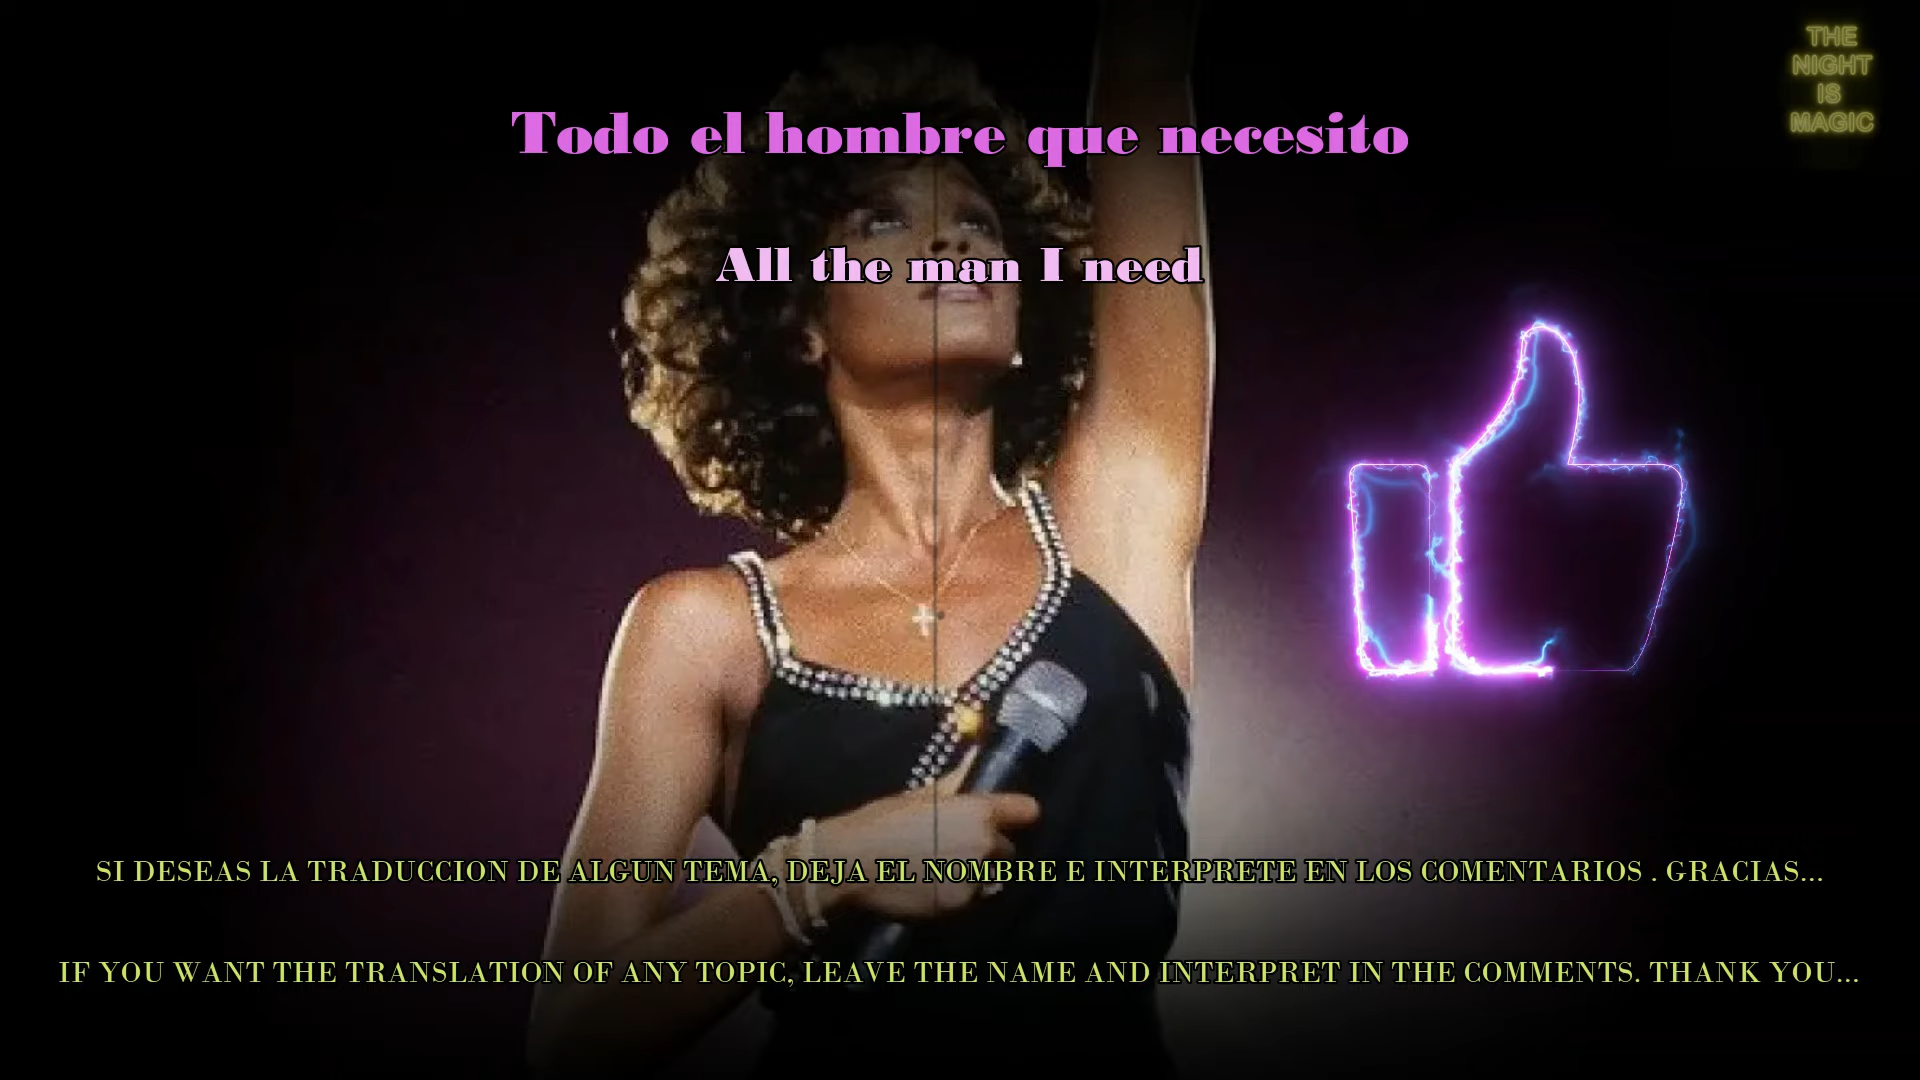 THE
NIGHT
IS
MAGIC
Todo el hombre que necesito
All the man I need
SI DESEAS LA TRADUCCION DE ALGUN TEMA, DEJA EL NOMBRE E INTERPRETE EN LOS COMENTARIOS . GRACIAS...
IF YOU WANT THE TRANSLATION OF ANY TOPIC, LEAVE THE NAME AND INTERPRET IN THE COMMENTS. THANK YOU...